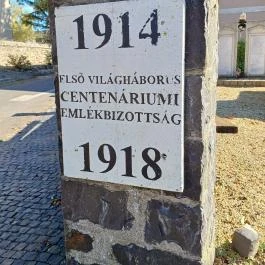 1914
ELSŐ VILÁGHÁBORÚS
CENTENÁRIUMI
EMLÉKBIZOTTSÁG
1918